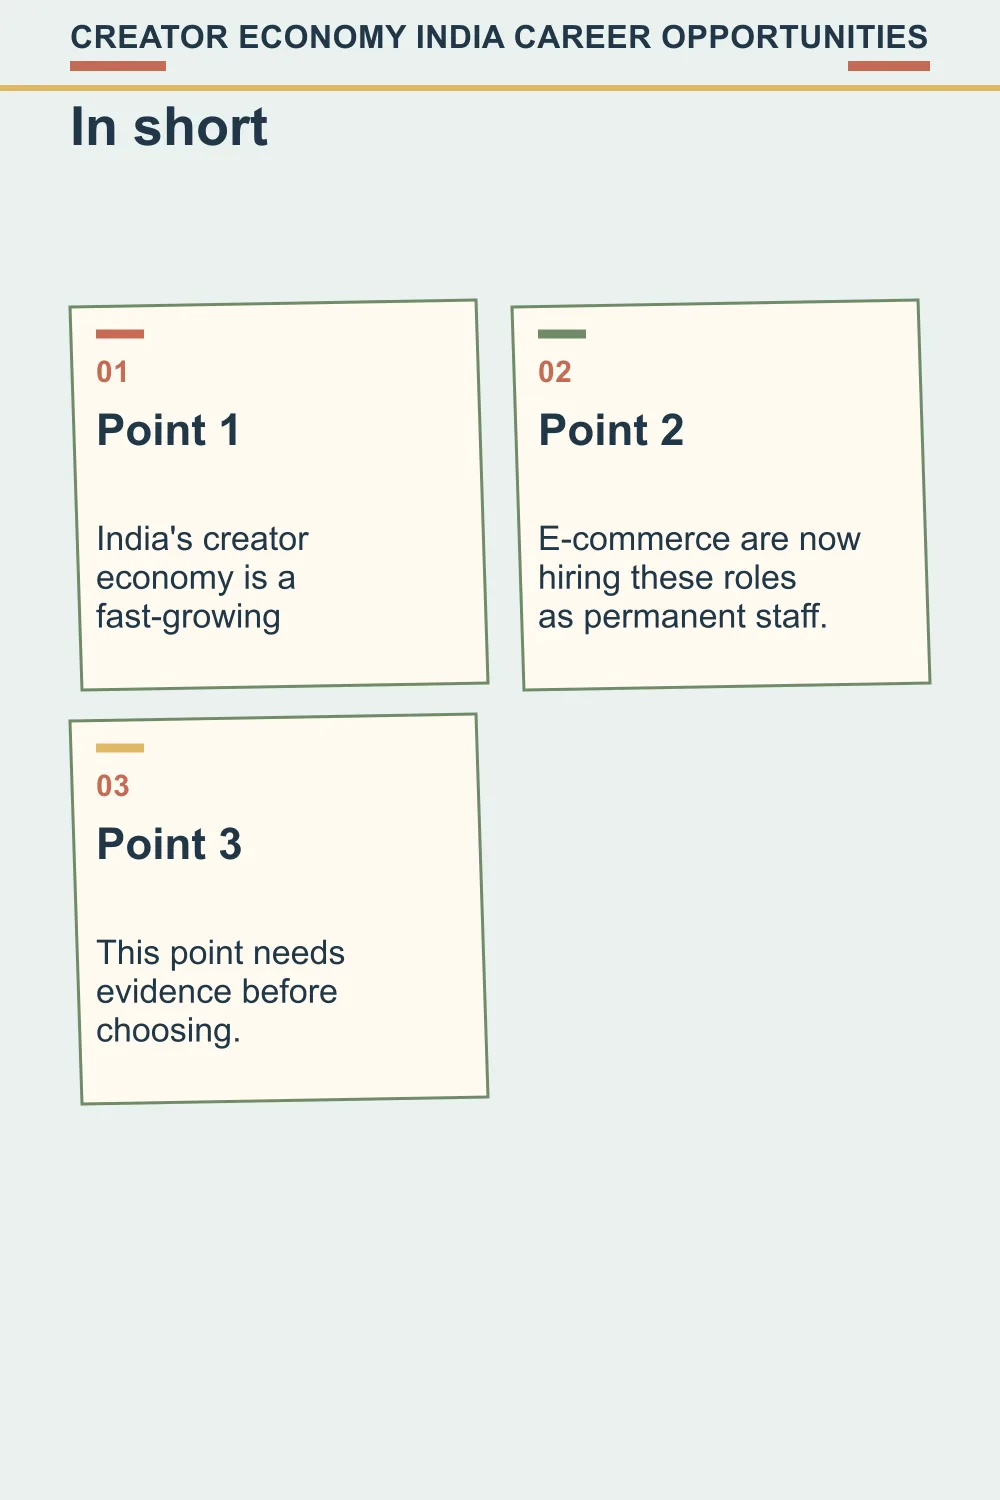 CREATOR ECONOMY INDIA CAREER OPPORTUNITIES
In short
01
Point 1
India's creator
economy is a
fast-growing
02
Point 2
E-commerce are now
hiring these roles
as permanent staff.
03
Point 3
This point needs
evidence before
choosing.